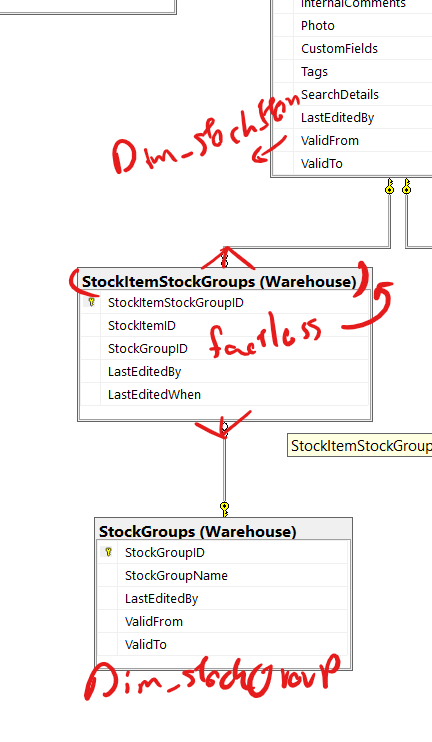 InternalComments
Photo
CustomFields
Tags
SearchDetails
LastEditedBy
ValidFrom
ValidTo
Dim_stockItem
StockItemStockGroups (Warehouse)
StockItemStockGroupID
StockItemID
StockGroupID
LastEditedBy
LastEditedWhen
factless
StockItemStockGroup
StockGroups (Warehouse)
StockGroupID
StockGroupName
LastEditedBy
ValidFrom
ValidTo
Dim_stockGroup